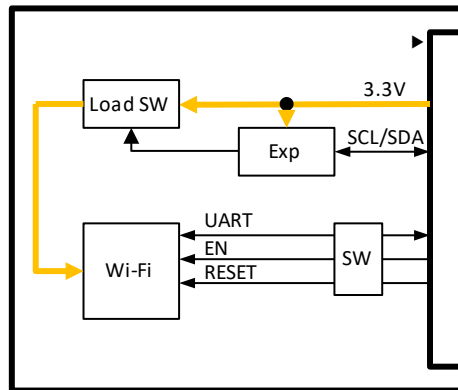 3.3V
Load SW
Exp
SCL/SDA
UART
EN
SW
Wi-Fi
RESET